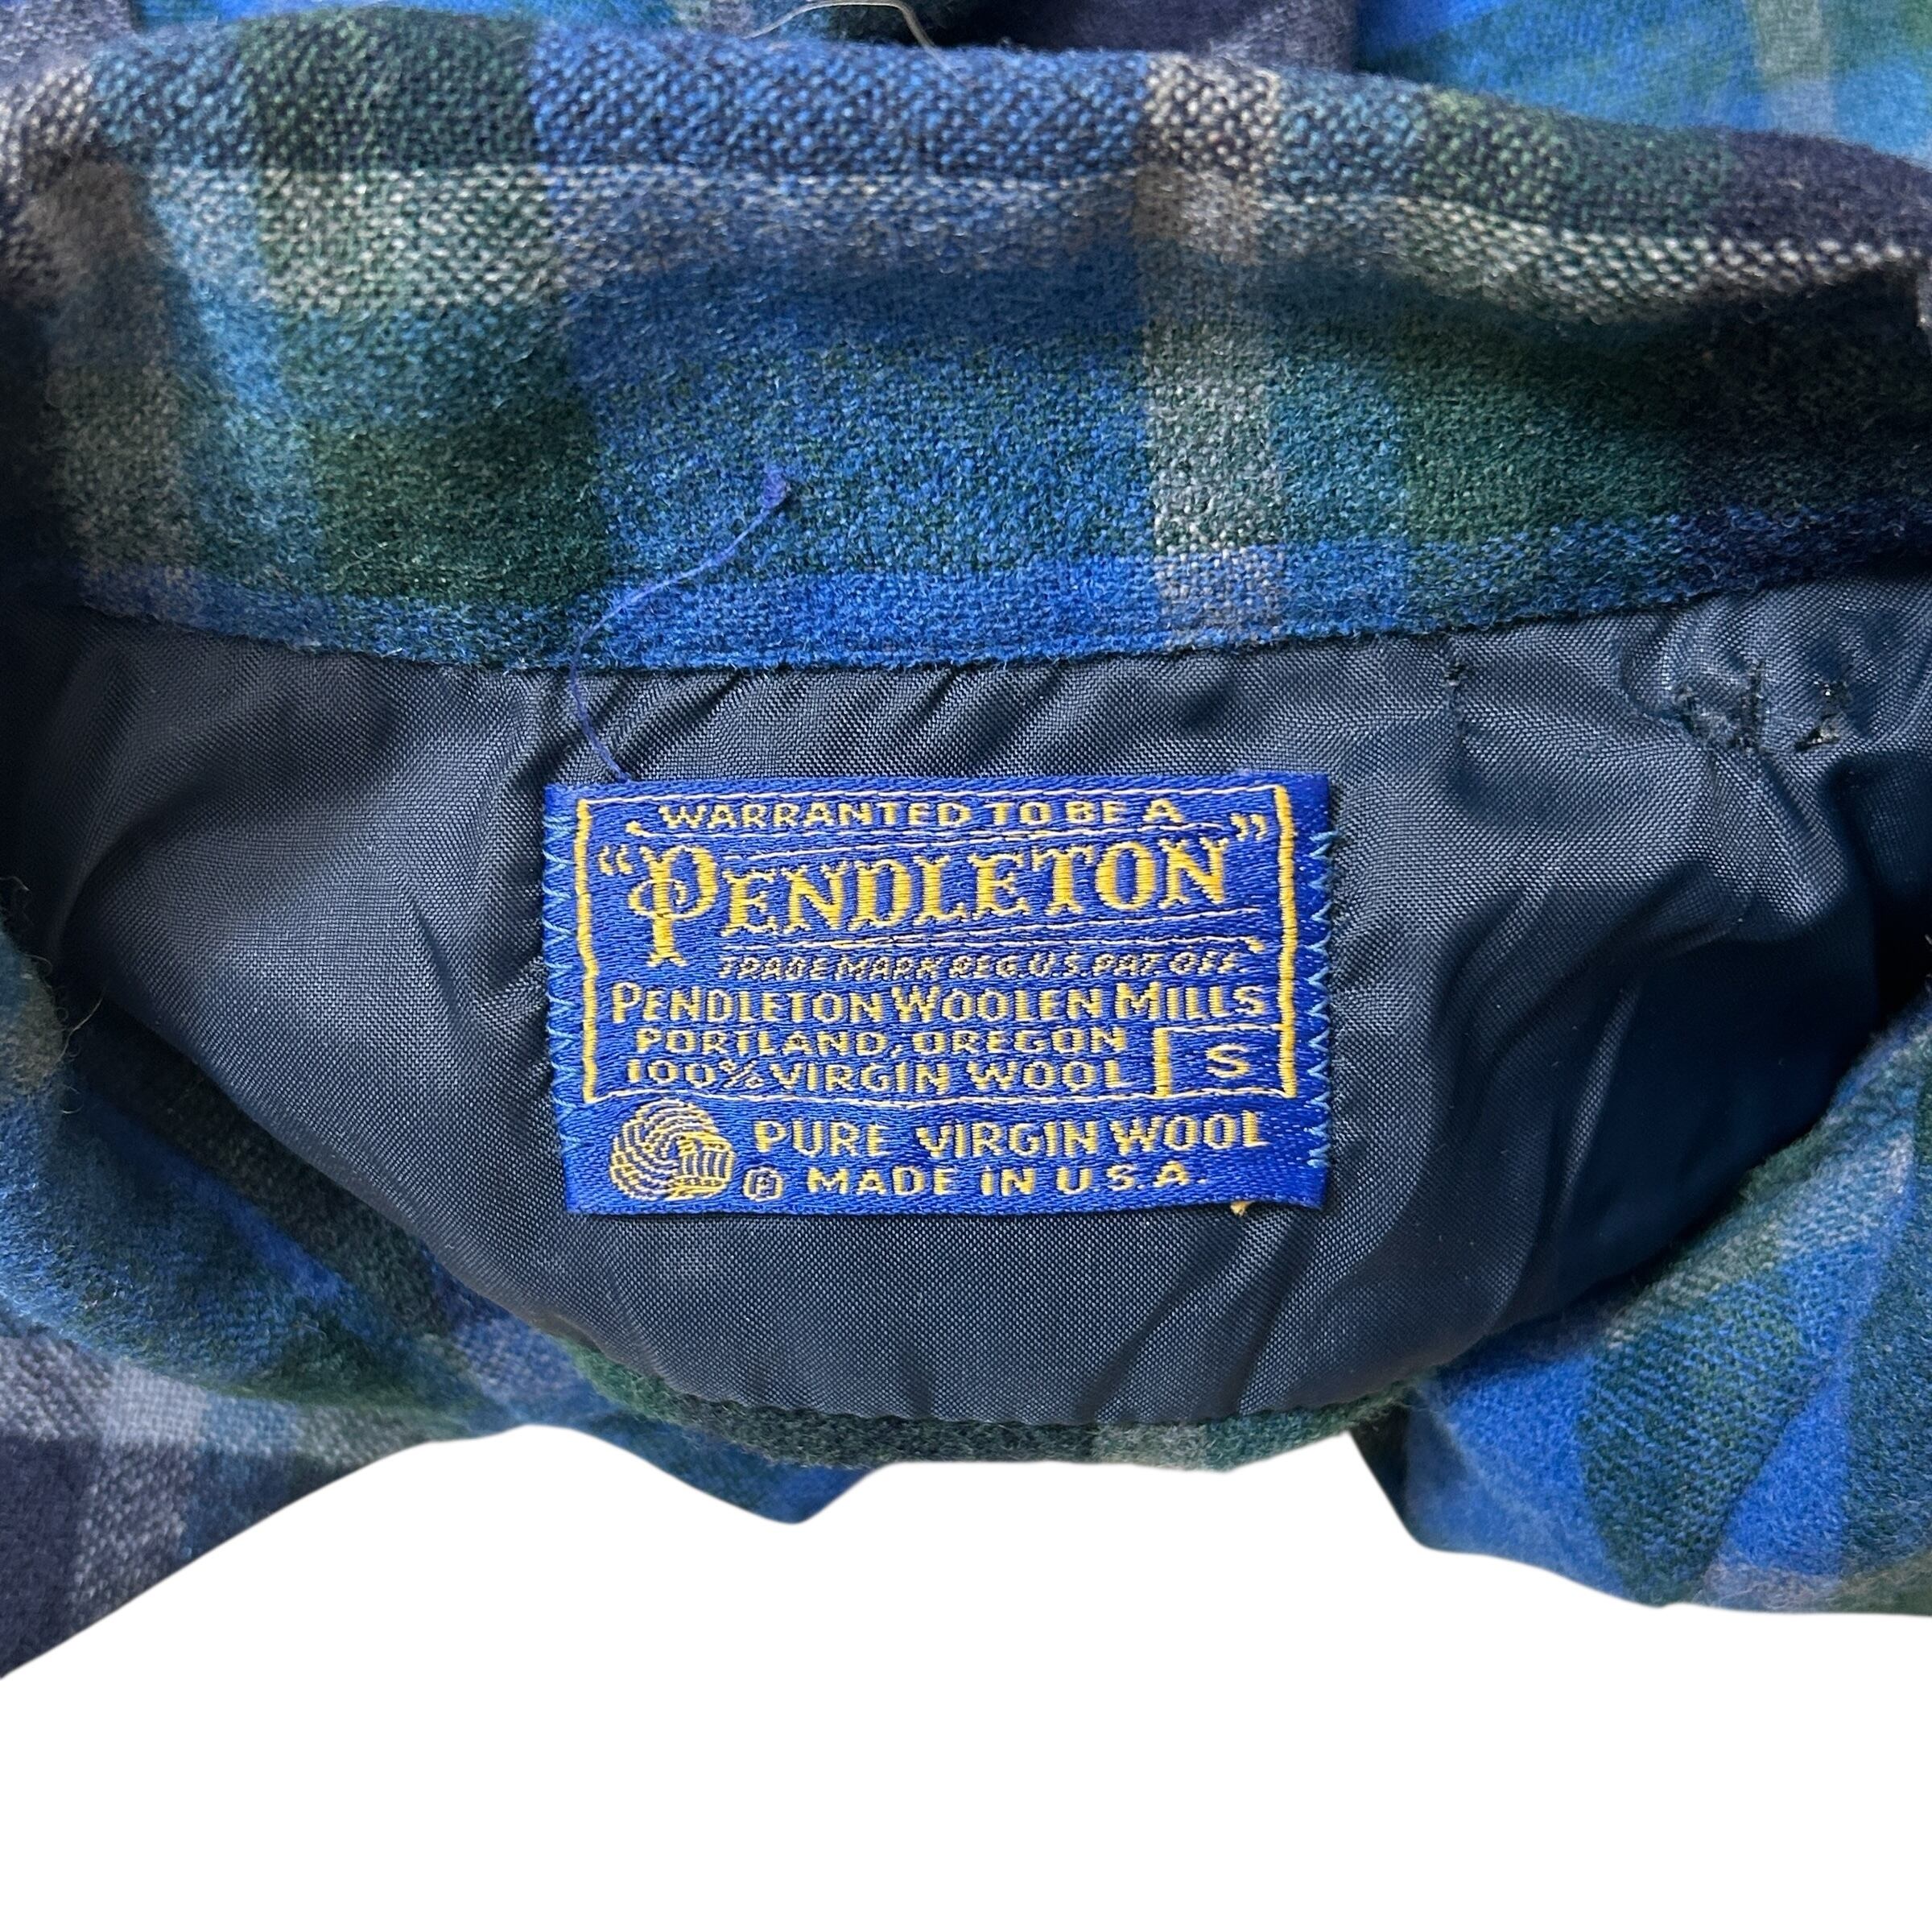 WARRANTED TO BE A
"PENDLETON"
TRADE MARK REG. U.S. PAT. OFF.
PENDLETON WOOLEN MILLS
PORTLAND, OREGON
100% VIRGIN WOOL S
PURE VIRGIN WOOL
Ⓡ MADE IN U.S.A.